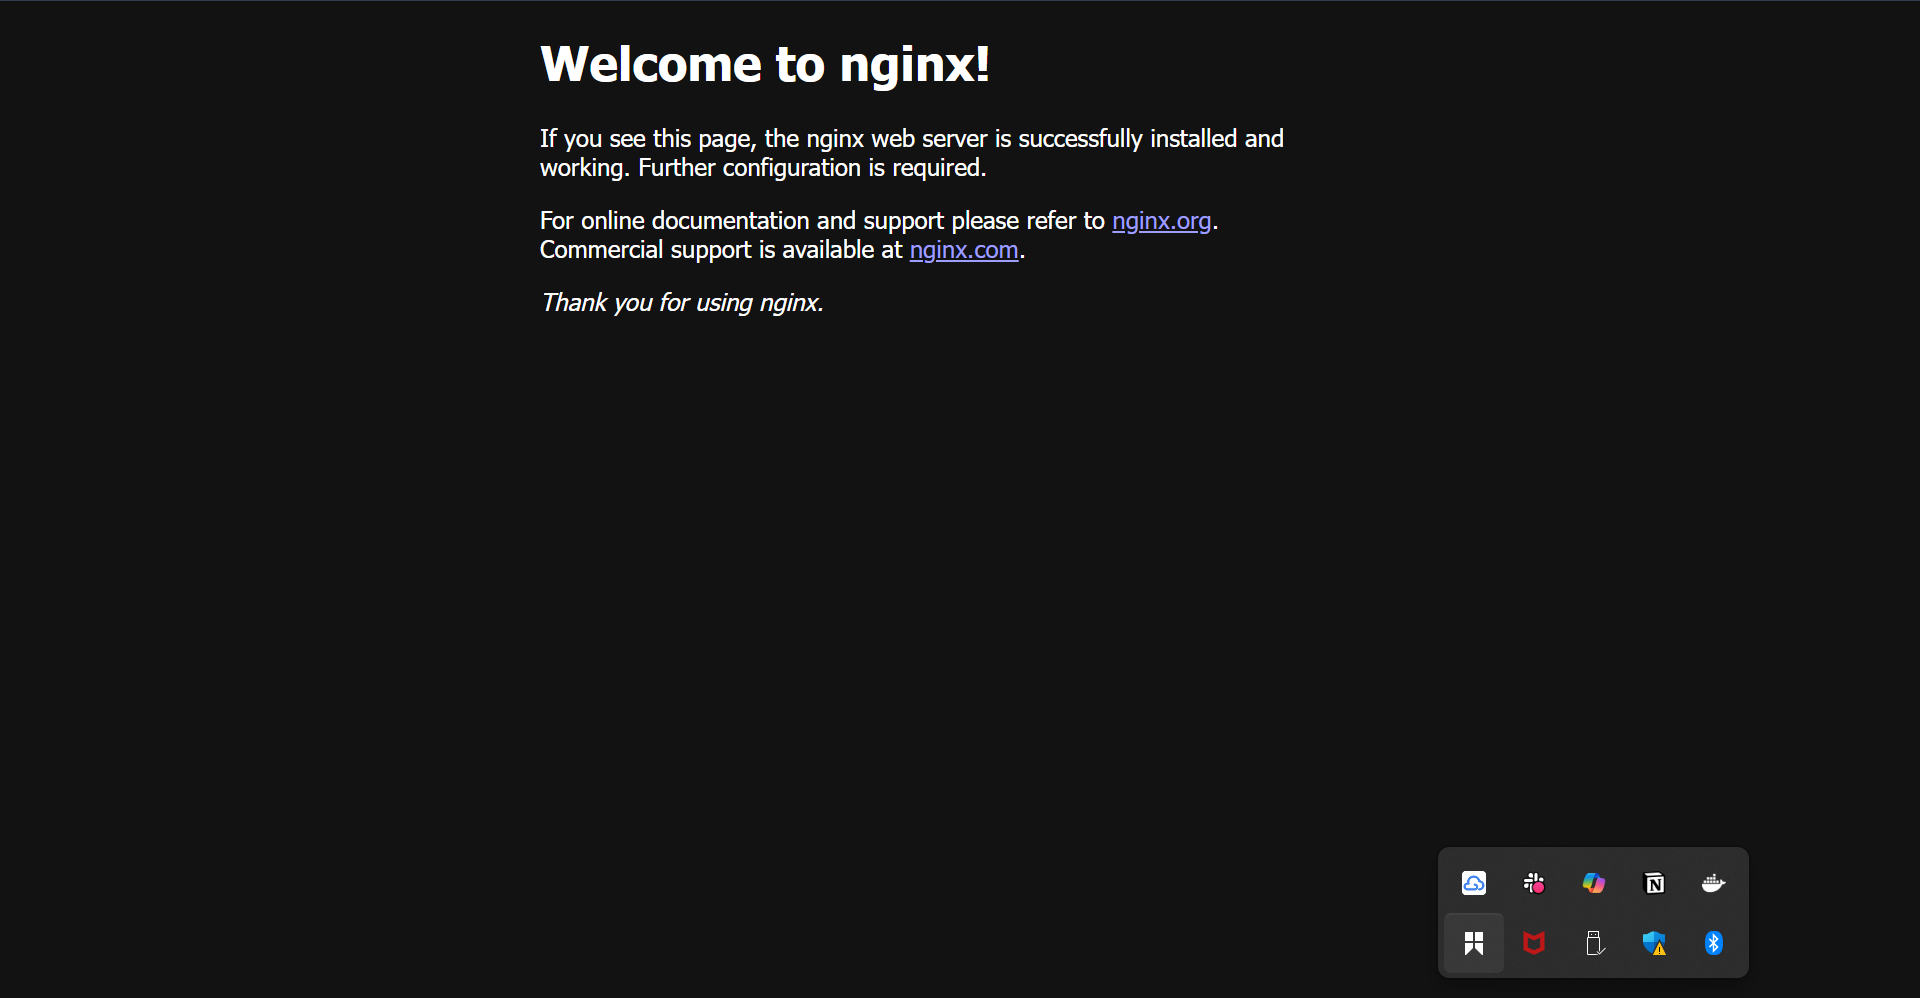 Welcome to nginx!
If you see this page, the nginx web server is successfully installed and
working. Further configuration is required.
For online documentation and support please refer to nginx.org.
Commercial support is available at nginx.com.
Thank you for using nginx.
N